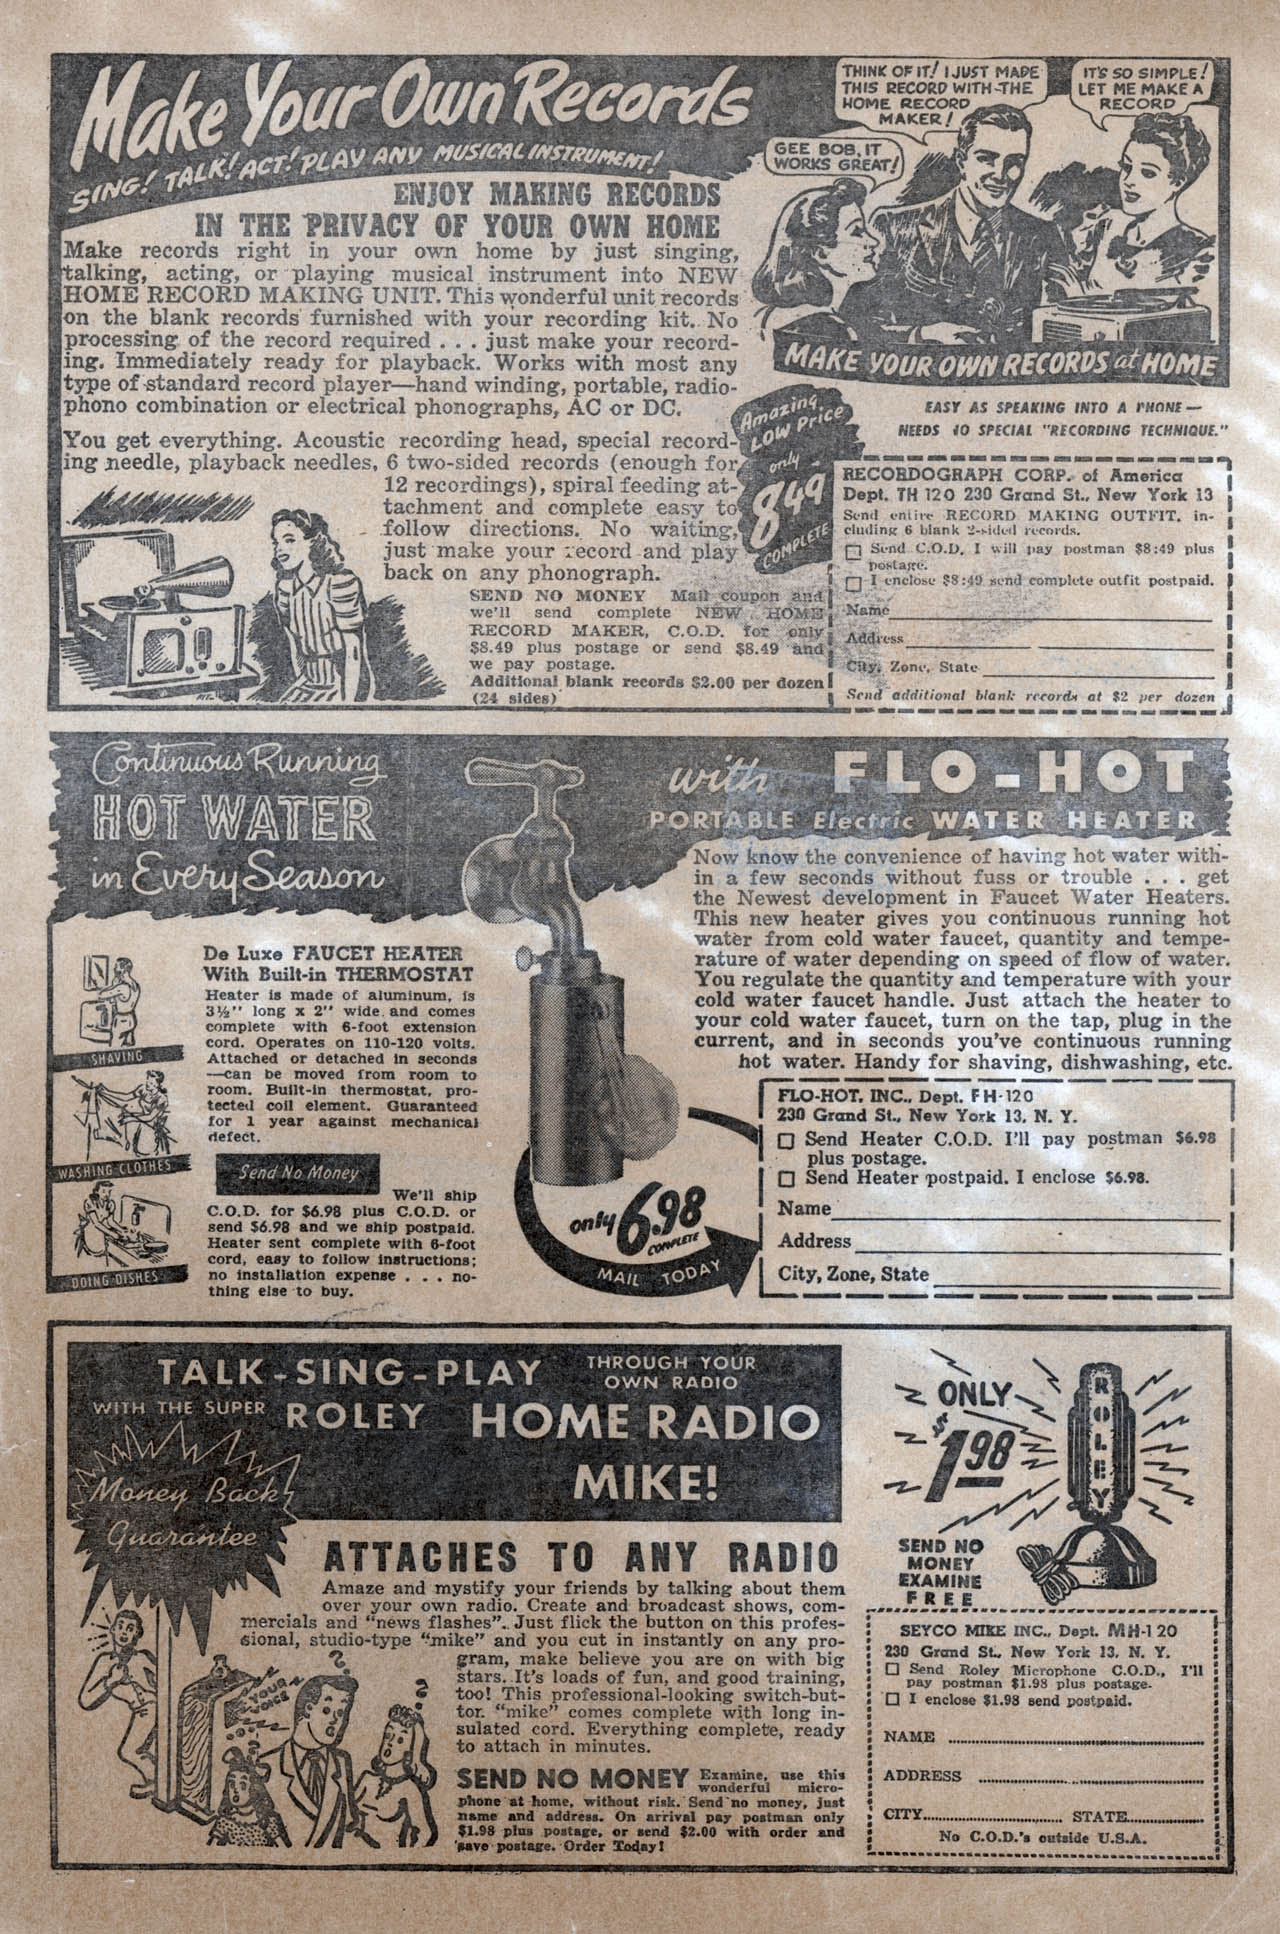 Make Your Own Records
SING! TALK! ACT! PLAY ANY MUSICAL INSTRUMENT!
THINK OF IT! I JUST MADE
THIS RECORD WITH THE
HOME RECORD
MAKER!
IT'S SO SIMPLE!
LET ME MAKE A
RECORD
GEE BOB, IT
WORKS GREAT!
ENJOY MAKING RECORDS
IN THE PRIVACY OF YOUR OWN HOME
Make records right in your own home by just singing,
talking, acting, or playing musical instrument into NEW
HOME RECORD MAKING UNIT. This wonderful unit records
on the blank records furnished with your recording kit. No
processing of the record required . . . just make your record-
ing. Immediately ready for playback. Works with most any
type of standard record player—hand winding, portable, radio-
phono combination or electrical phonographs, AC or DC.
You get everything. Acoustic recording head, special record-
ing needle, playback needles, 6 two-sided records (enough for
12 recordings), spiral feeding at-
tachment and complete easy to
follow directions. No waiting,
just make your record and play
back on any phonograph.
SEND NO MONEY Mail coupon and
we'll send complete NEW HOME
RECORD MAKER, C.O.D. for only
$8.49 plus postage or send $8.49 and
we pay postage.
Additional blank records $2.00 per dozen
(24 sides)
MAKE YOUR OWN RECORDS at HOME
Amazing
LOW Price
only
8.49
COMPLETE
EASY AS SPEAKING INTO A PHONE—
NEEDS NO SPECIAL "RECORDING TECHNIQUE."
RECORDOGRAPH CORP. of America
Dept. TH 120 230 Grand St., New York 13
Send entire RECORD MAKING OUTFIT, in-
cluding 6 blank 2-sided records.
Send C.O.D. I will pay postman $8:49 plus
postage.
I enclose $8:49 send complete outfit postpaid.
Name
Address
City, Zone, State
Send additional blank records at $2 per dozen
Continuous Running
HOT WATER
in Every Season
with FLO-HOT
PORTABLE Electric WATER HEATER
Now know the convenience of having hot water with-
in a few seconds without fuss or trouble . . . get
the Newest development in Faucet Water Heaters.
This new heater gives you continuous running hot
water from cold water faucet, quantity and tempe-
rature of water depending on speed of flow of water.
You regulate the quantity and temperature with your
cold water faucet handle. Just attach the heater to
your cold water faucet, turn on the tap, plug in the
current, and in seconds you've continuous running
hot water. Handy for shaving, dishwashing, etc.
SHAVING
WASHING CLOTHES
DOING DISHES
De Luxe FAUCET HEATER
With Built-in THERMOSTAT
Heater is made of aluminum, is
3½" long x 2" wide and comes
complete with 6-foot extension
cord. Operates on 110-120 volts.
Attached or detached in seconds
—can be moved from room to
room. Built-in thermostat, pro-
tected coil element. Guaranteed
for 1 year against mechanical
defect.
Send No Money
We'll ship
C.O.D. for $6.98 plus C.O.D. or
send $6.98 and we ship postpaid.
Heater sent complete with 6-foot
cord, easy to follow instructions;
no installation expense . . . no-
thing else to buy.
only 6.98
COMPLETE
MAIL TODAY
FLO-HOT, INC., Dept. FH-120
230 Grand St., New York 13, N. Y.
Send Heater C.O.D. I'll pay postman $6.98
plus postage.
Send Heater postpaid. I enclose $6.98.
Name
Address
City, Zone, State
TALK-SING-PLAY THROUGH YOUR
OWN RADIO
WITH THE SUPER ROLEY HOME RADIO
MIKE!
Money Back
Guarantee
ATTACHES TO ANY RADIO
Amaze and mystify your friends by talking about them
over your own radio. Create and broadcast shows, com-
mercials and "news flashes". Just flick the button on this profes-
sional, studio-type "mike" and you cut in instantly on any pro-
gram, make believe you are on with big
stars. It's loads of fun, and good training,
too! This professional-looking switch-but-
tor. "mike" comes complete with long in-
sulated cord. Everything complete, ready
to attach in minutes.
SEND NO MONEY Examine, use this
wonderful micro-
phone at home, without risk. Send no money, just
name and address. On arrival pay postman only
$1.98 plus postage, or send $2.00 with order and
save postage. Order Today!
YOUR
VOICE
ONLY
$1.98
ROLEY
SEND NO
MONEY
EXAMINE
FREE
SEYCO MIKE INC., Dept. MH-120
230 Grand St., New York 13, N. Y.
Send Roley Microphone C.O.D., I'll
pay postman $1.98 plus postage.
I enclose $1.98 send postpaid.
NAME
ADDRESS
CITY STATE
No C.O.D.'s outside U.S.A.